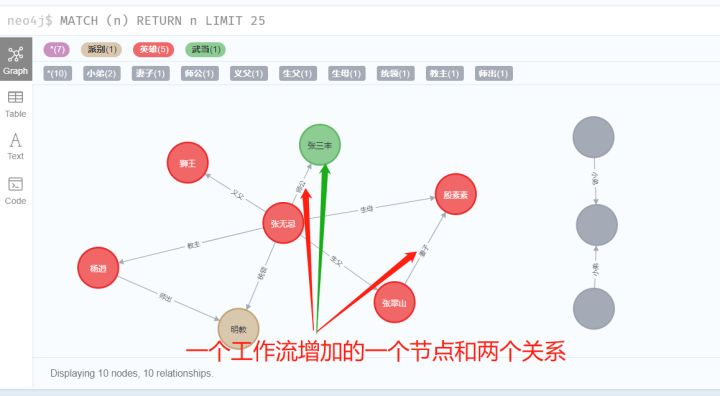 neo4j$ MATCH (n) RETURN n LIMIT 25
*(7) 派别(1) 英雄(5) 武当(1)
*(10) 小弟(2) 妻子(1) 师公(1) 义父(1) 生父(1) 生母(1) 统领(1) 教主(1) 师出(1)
Graph
Table
Text
Code
张三丰
狮王
师公
小弟
义父
殷素素
生母
张无忌
妻子
教主
生父
统领
小弟
杨逍
师出
张翠山
明教
一个工作流增加的一个节点和两个关系
Displaying 10 nodes, 10 relationships.